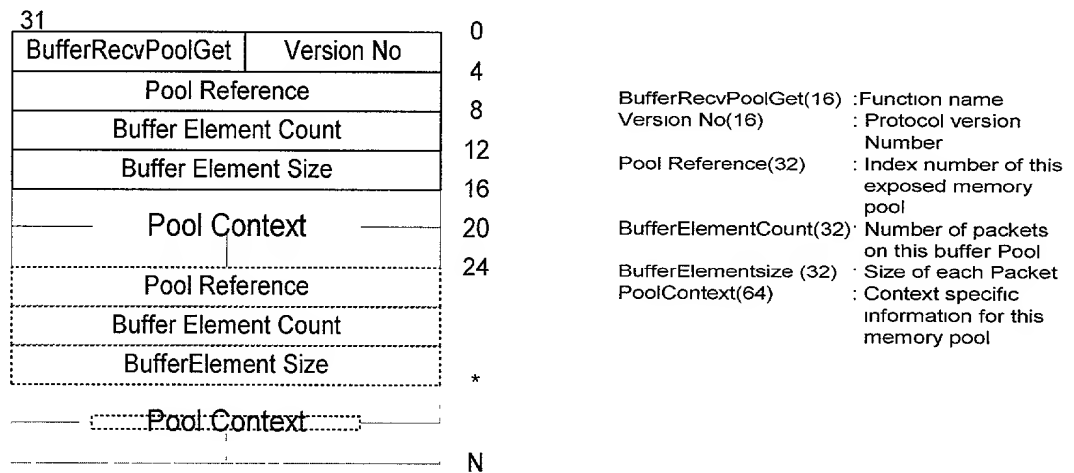 31
0
BufferRecvPoolGet Version No
4
Pool Reference
8
Buffer Element Count
12
Buffer Element Size
16
Pool Context
20
24
Pool Reference
Buffer Element Count
BufferElement Size
*
Pool Context
N
BufferRecvPoolGet(16) :Function name
Version No(16) : Protocol version
Number
Pool Reference(32) : Index number of this
exposed memory
pool
BufferElementCount(32): Number of packets
on this buffer Pool
BufferElementsize (32) : Size of each Packet
PoolContext(64) : Context specific
information for this
memory pool